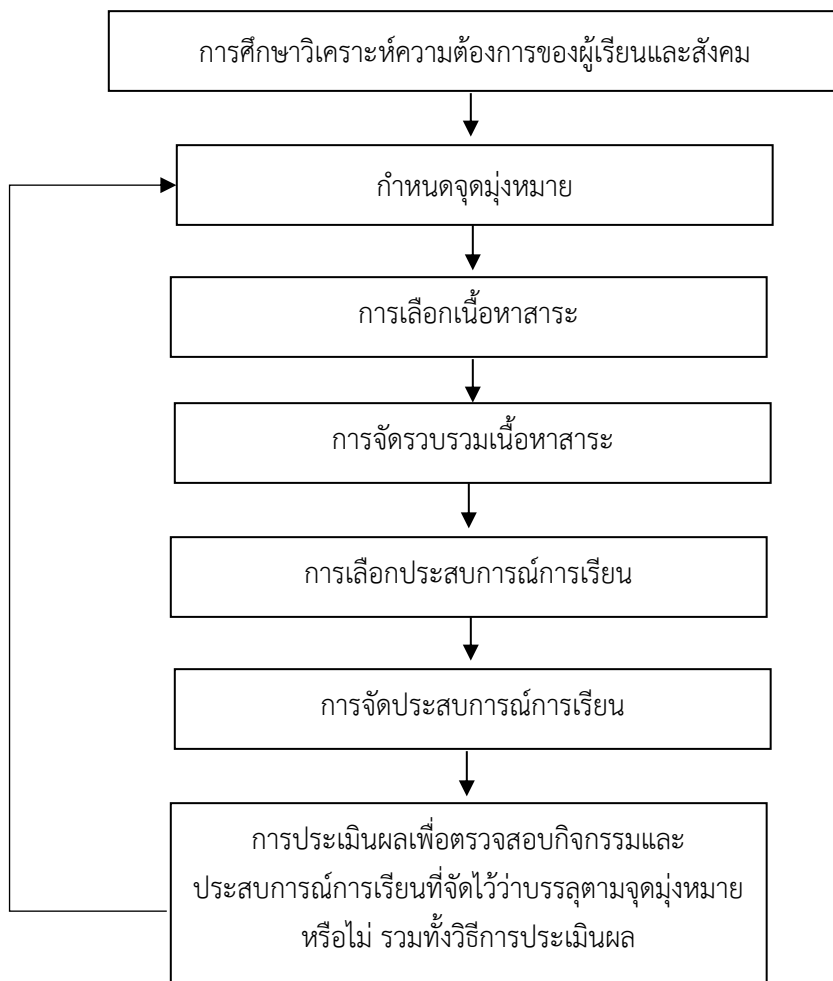 การศึกษาวิเคราะห์ความต้องการของผู้เรียนและสังคม
กำหนดจุดมุ่งหมาย
การเลือกเนื้อหาสาระ
การจัดรวบรวมเนื้อหาสาระ
การเลือกประสบการณ์การเรียน
การจัดประสบการณ์การเรียน
การประเมินผลเพื่อตรวจสอบกิจกรรมและ
ประสบการณ์การเรียนที่จัดไว้ว่าบรรลุตามจุดมุ่งหมาย
หรือไม่ รวมทั้งวิธีการประเมินผล